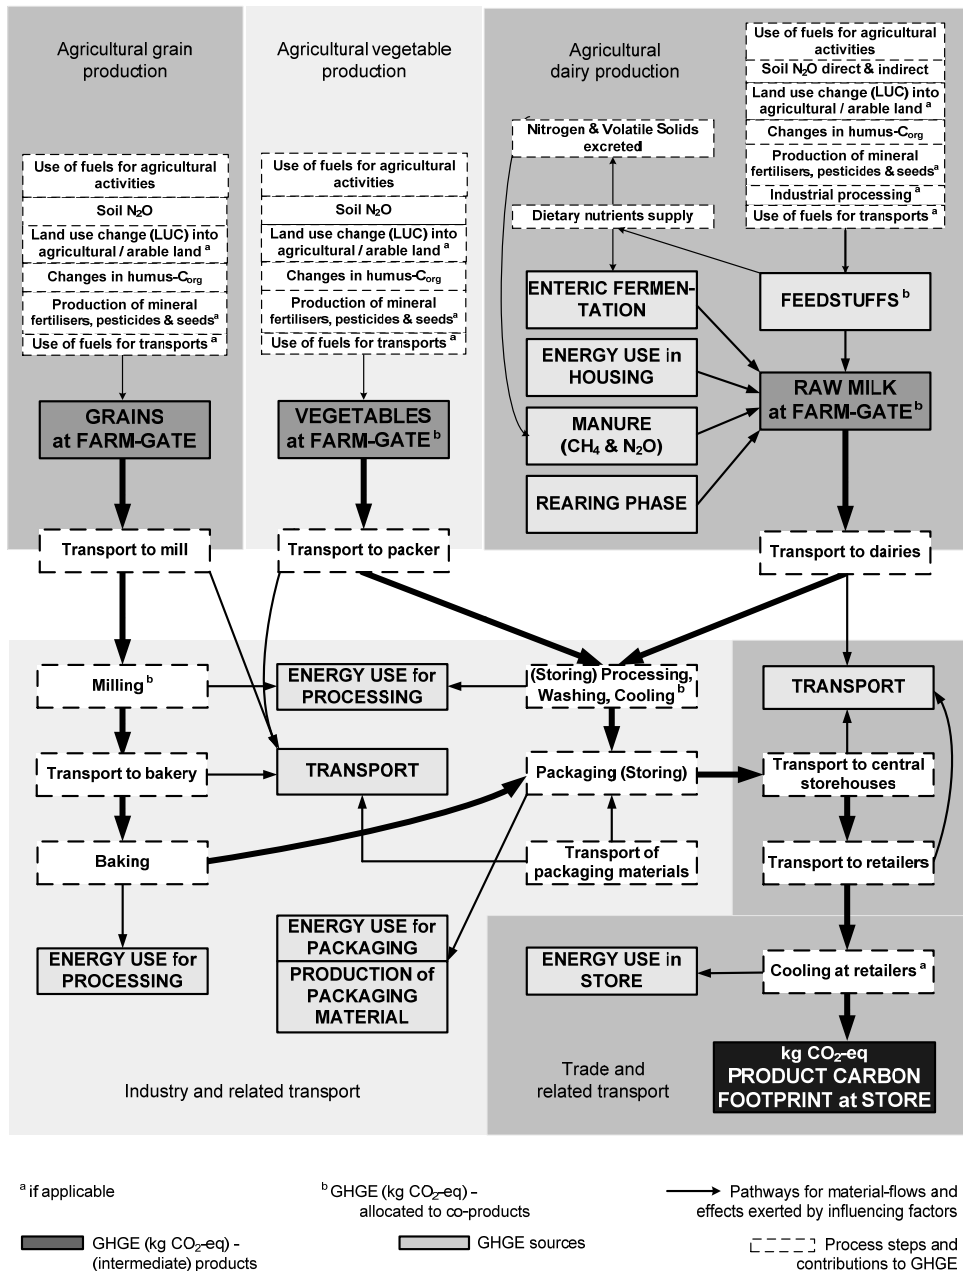 Agricultural grain
production
Use of fuels for agricultural
activities
Soil N₂O
Land use change (LUC) into
agricultural / arable land ᵃ
Changes in humus-Corg
Production of mineral
fertilisers, pesticides & seedsᵃ
Use of fuels for transports ᵃ
GRAINS
at FARM-GATE
Agricultural vegetable
production
Use of fuels for agricultural
activities
Soil N₂O
Land use change (LUC) into
agricultural / arable land ᵃ
Changes in humus-Corg
Production of mineral
fertilisers, pesticides & seedsᵃ
Use of fuels for transports ᵃ
VEGETABLES
at FARM-GATE ᵇ
Agricultural
dairy production
Nitrogen & Volatile Solids
excreted
Dietary nutrients supply
Use of fuels for agricultural
activities
Soil N₂O direct & indirect
Land use change (LUC) into
agricultural / arable land ᵃ
Changes in humus-Corg
Production of mineral
fertilisers, pesticides & seedsᵃ
Industrial processing ᵃ
Use of fuels for transports ᵃ
ENTERIC FERMEN-
TATION
FEEDSTUFFS ᵇ
ENERGY USE in
HOUSING
RAW MILK
at FARM-GATE ᵇ
MANURE
(CH₄ & N₂O)
REARING PHASE
Transport to mill
Transport to packer
Transport to dairies
Milling ᵇ
ENERGY USE for
PROCESSING
(Storing) Processing,
Washing, Cooling ᵇ
TRANSPORT
Transport to bakery
TRANSPORT
Packaging (Storing)
Transport to central
storehouses
Baking
Transport of
packaging materials
Transport to retailers
ENERGY USE for
PROCESSING
ENERGY USE for
PACKAGING
PRODUCTION of
PACKAGING
MATERIAL
ENERGY USE in
STORE
Cooling at retailers ᵃ
kg CO₂-eq
PRODUCT CARBON
FOOTPRINT at STORE
Industry and related transport
Trade and
related transport
ᵃ if applicable
ᵇ GHGE (kg CO₂-eq) -
allocated to co-products
Pathways for material-flows and
effects exerted by influencing factors
GHGE (kg CO₂-eq) -
(intermediate) products
GHGE sources
Process steps and
contributions to GHGE